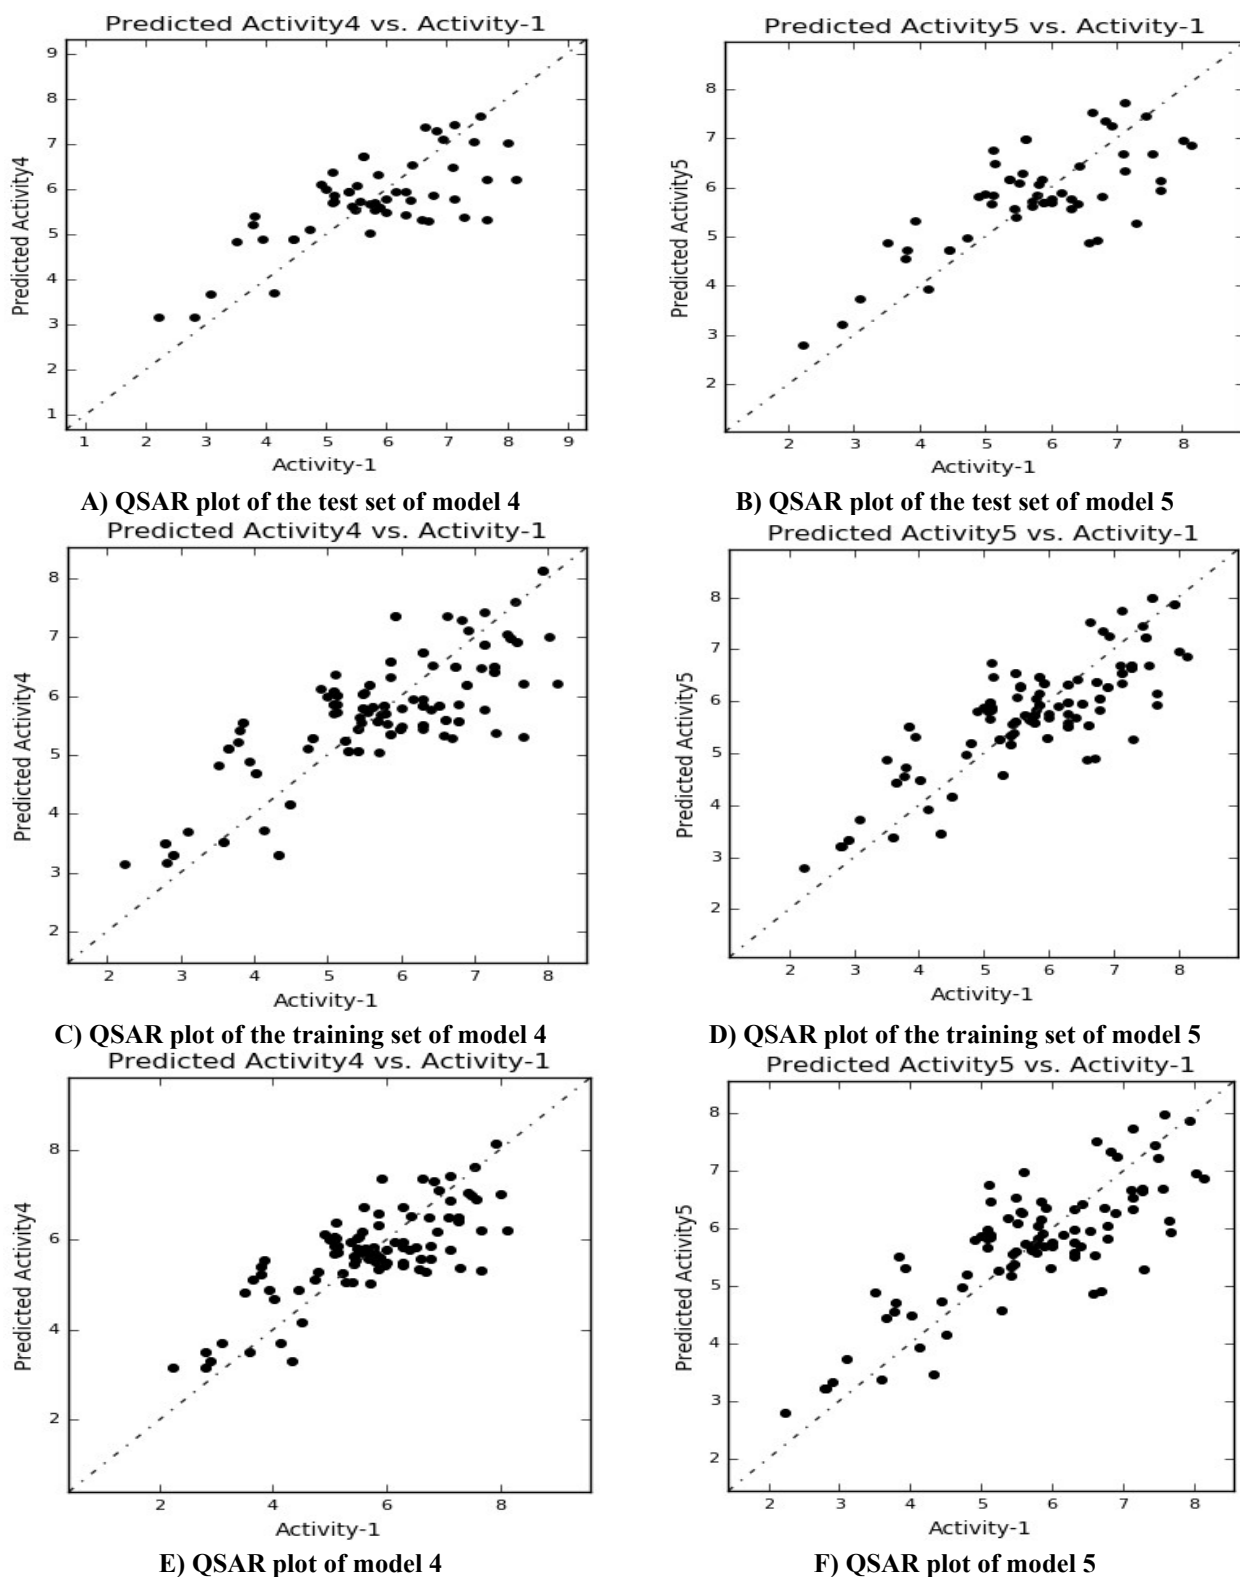 Predicted Activity4 vs. Activity-1
9
8
7
6
5
4
3
2
1
Predicted Activity4
1 2 3 4 5 6 7 8 9
Activity-1
A) QSAR plot of the test set of model 4
Predicted Activity5 vs. Activity-1
8
7
6
5
4
3
2
Predicted Activity5
2 3 4 5 6 7 8
Activity-1
B) QSAR plot of the test set of model 5
Predicted Activity4 vs. Activity-1
8
7
6
5
4
3
2
Predicted Activity4
2 3 4 5 6 7 8
Activity-1
C) QSAR plot of the training set of model 4
Predicted Activity5 vs. Activity-1
8
7
6
5
4
3
2
Predicted Activity5
2 3 4 5 6 7 8
Activity-1
D) QSAR plot of the training set of model 5
Predicted Activity4 vs. Activity-1
8
6
4
2
Predicted Activity4
2 4 6 8
Activity-1
E) QSAR plot of model 4
Predicted Activity5 vs. Activity-1
8
7
6
5
4
3
2
Predicted Activity5
2 3 4 5 6 7 8
Activity-1
F) QSAR plot of model 5